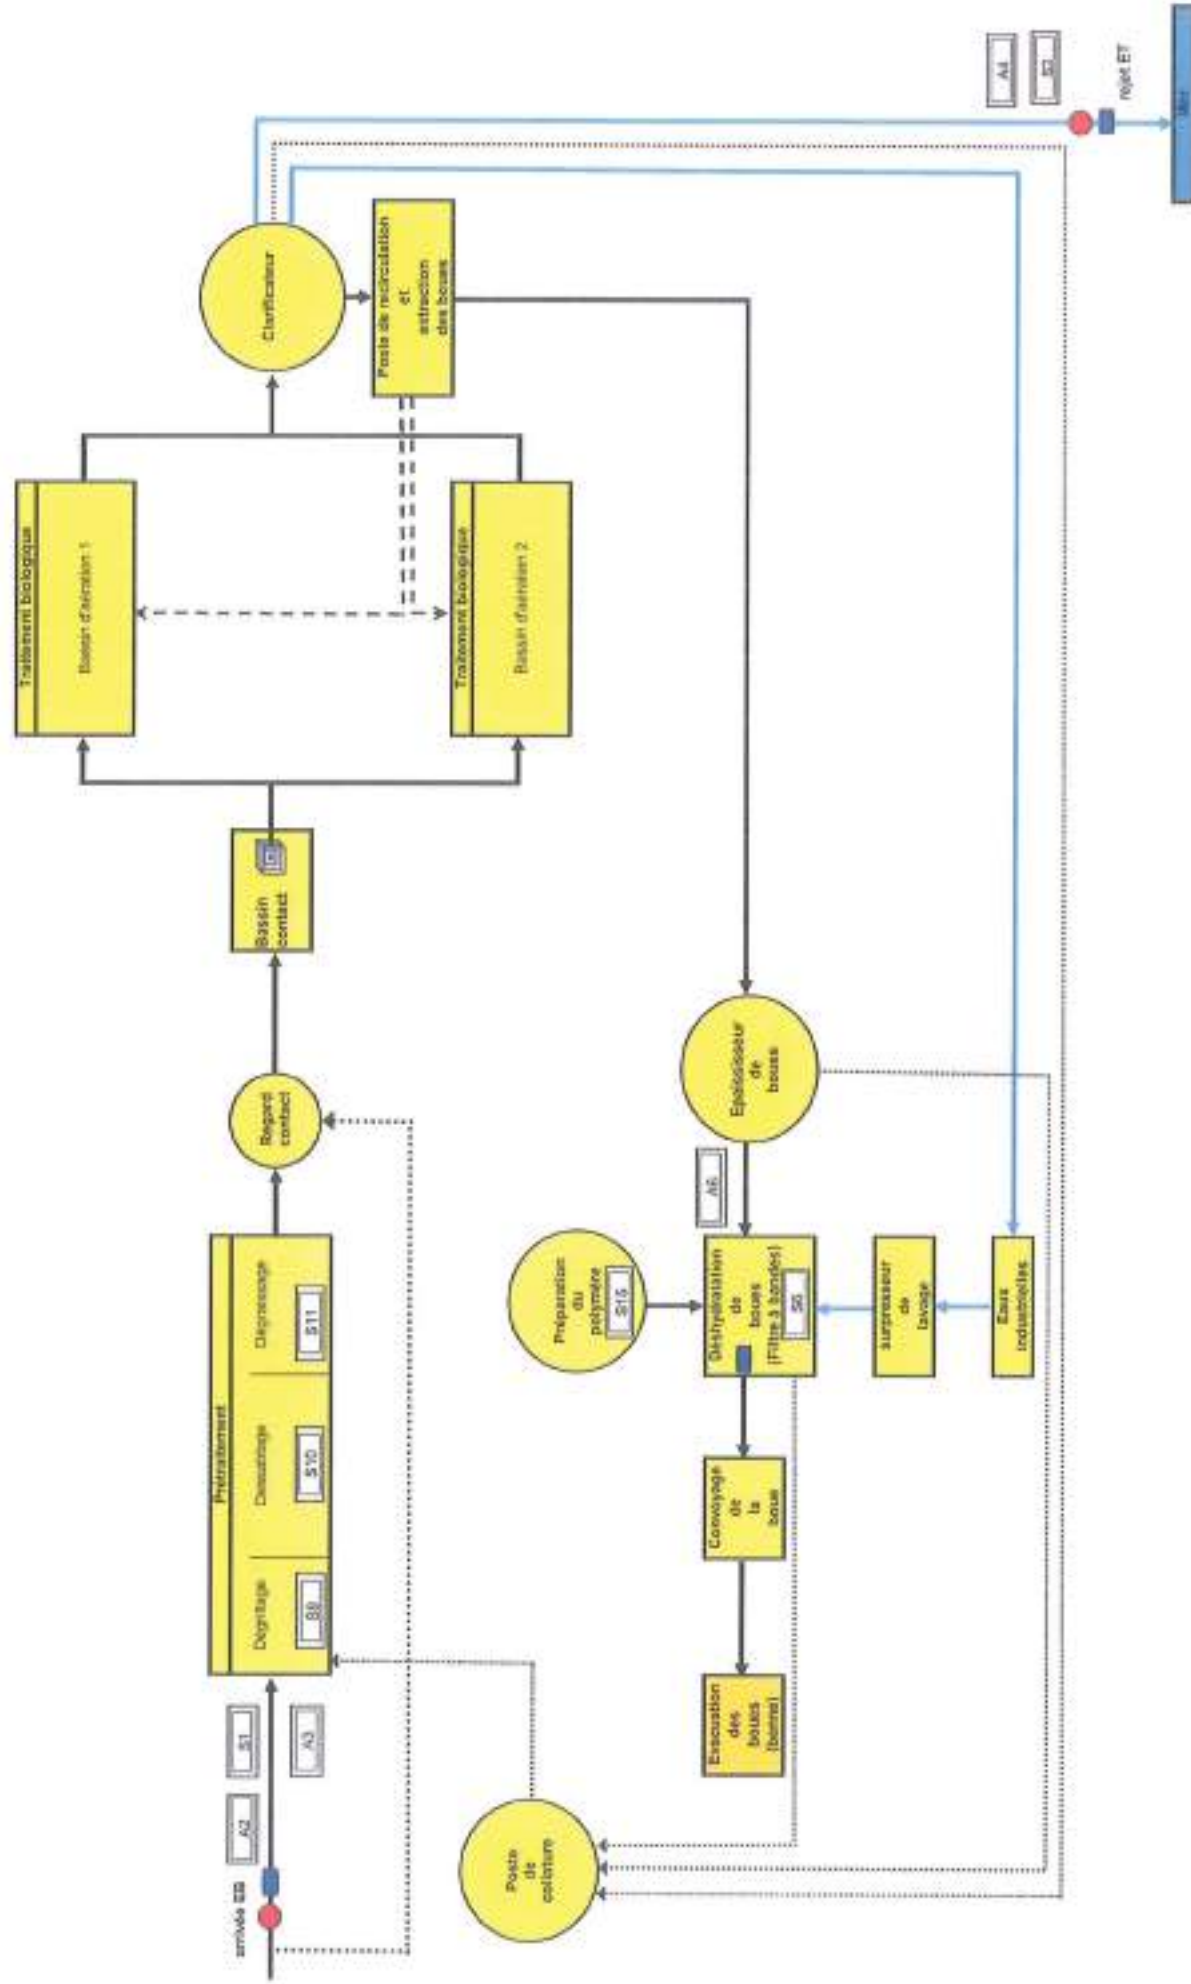 arrivée EB
A2
S1
A3
Prétraitement
Dégrillage
Dessablage
Dégraissage
S10
S11
Regard
contact
Bassin
contact
Traitement biologique
Bassin d'aération 1
Traitement biologique
Bassin d'aération 2
Clarificateur
Poste de recirculation
et
extraction
des boues
A4
rejet ET
Poste
de
colature
Evacuation
des
boues
(benne)
Convoyage
de
la
boue
Préparation
du
polymère
S15
Déshydratation
de
boues
(Filtre à bandes)
S6
A6
Epaississeur
de
boues
surpresseur
de
lavage
Eaux
industrielles